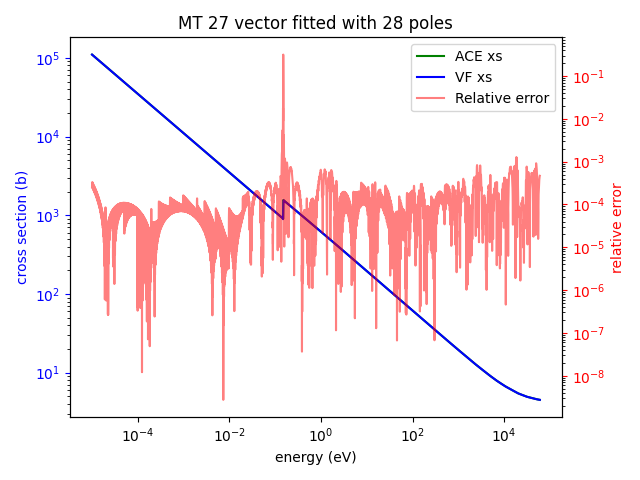 MT 27 vector fitted with 28 poles
ACE xs
VF xs
Relative error
cross section (b)
10^5
10^4
10^3
10^2
10^1
10^-1
10^-2
10^-3
10^-4
10^-5
10^-6
10^-7
10^-8
relative error
10^-4
10^-2
10^0
10^2
10^4
energy (eV)